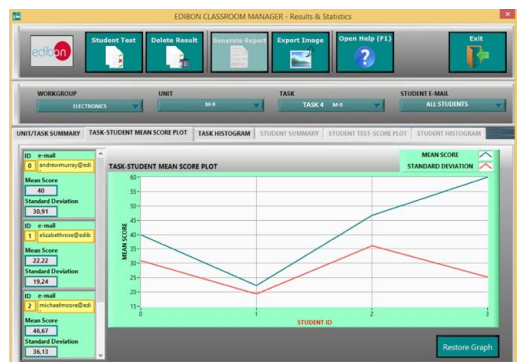 EDIBON CLASSROOM MANAGER - Results & Statistics
edibon
Student Test
Delete Result
Generate Report
Export Image
Open Help (F1)
Exit
WORKGROUP
UNIT
TASK
STUDENT E-MAIL
ELECTRONICS
M-9
TASK 4 M-9
ALL STUDENTS
UNIT/TASK SUMMARY
TASK-STUDENT MEAN SCORE PLOT
TASK HISTOGRAM
STUDENT SUMMARY
STUDENT TEST-SCORE PLOT
STUDENT HISTOGRAM
ID e-mail
0 andrewmurray@edi
Mean Score
40
Standard Deviation
30,91
ID e-mail
1 elizabethrose@edib
Mean Score
22,22
Standard Deviation
19,24
ID e-mail
2 michaelmoore@edi
Mean Score
46,67
Standard Deviation
36,13
TASK-STUDENT MEAN SCORE PLOT
MEAN SCORE
STANDARD DEVIATION
MEAN SCORE
60
55
50
45
40
35
30
25
20
15
0 1 2 3
STUDENT ID
Restore Graph